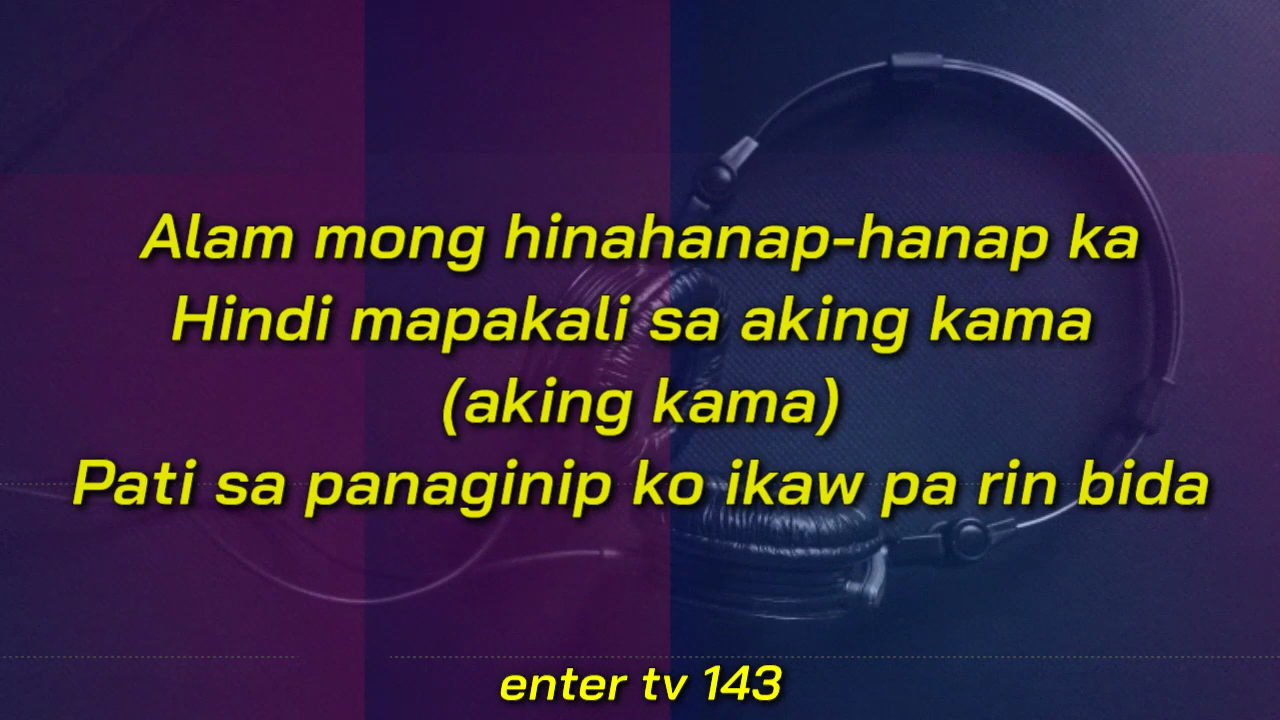 Alam mong hinahanap-hanap ka
Hindi mapakali sa aking kama
(aking kama)
Pati sa panaginip ko ikaw pa rin bida
enter tv 143